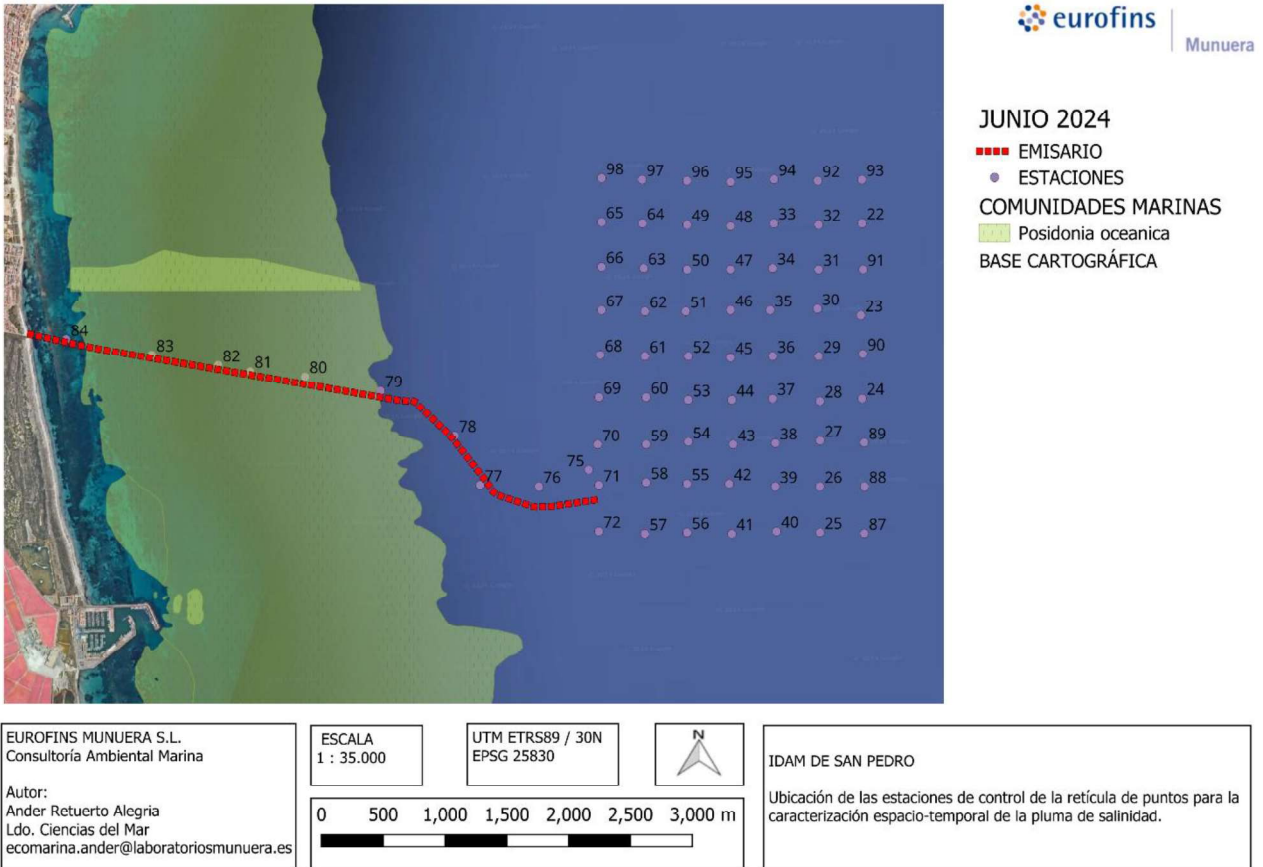 eurofins
Munuera
JUNIO 2024
EMISARIO
ESTACIONES
COMUNIDADES MARINAS
Posidonia oceanica
BASE CARTOGRÁFICA
98 97 96 95 94 92 93
65 64 49 48 33 32 22
66 63 50 47 34 31 91
67 62 51 46 35 30 23
84 83 82 81 80 79
68 61 52 45 36 29 90
69 60 53 44 37 28 24
78 70 59 54 43 38 27 89
77 76 75 71 58 55 42 39 26 88
72 57 56 41 40 25 87
EUROFINS MUNUERA S.L.
Consultoría Ambiental Marina
Autor:
Ander Retuerto Alegria
Ldo. Ciencias del Mar
ecomarina.ander@laboratoriosmunuera.es
ESCALA
1 : 35.000
UTM ETRS89 / 30N
EPSG 25830
N
0 500 1,000 1,500 2,000 2,500 3,000 m
IDAM DE SAN PEDRO
Ubicación de las estaciones de control de la retícula de puntos para la
caracterización espacio-temporal de la pluma de salinidad.